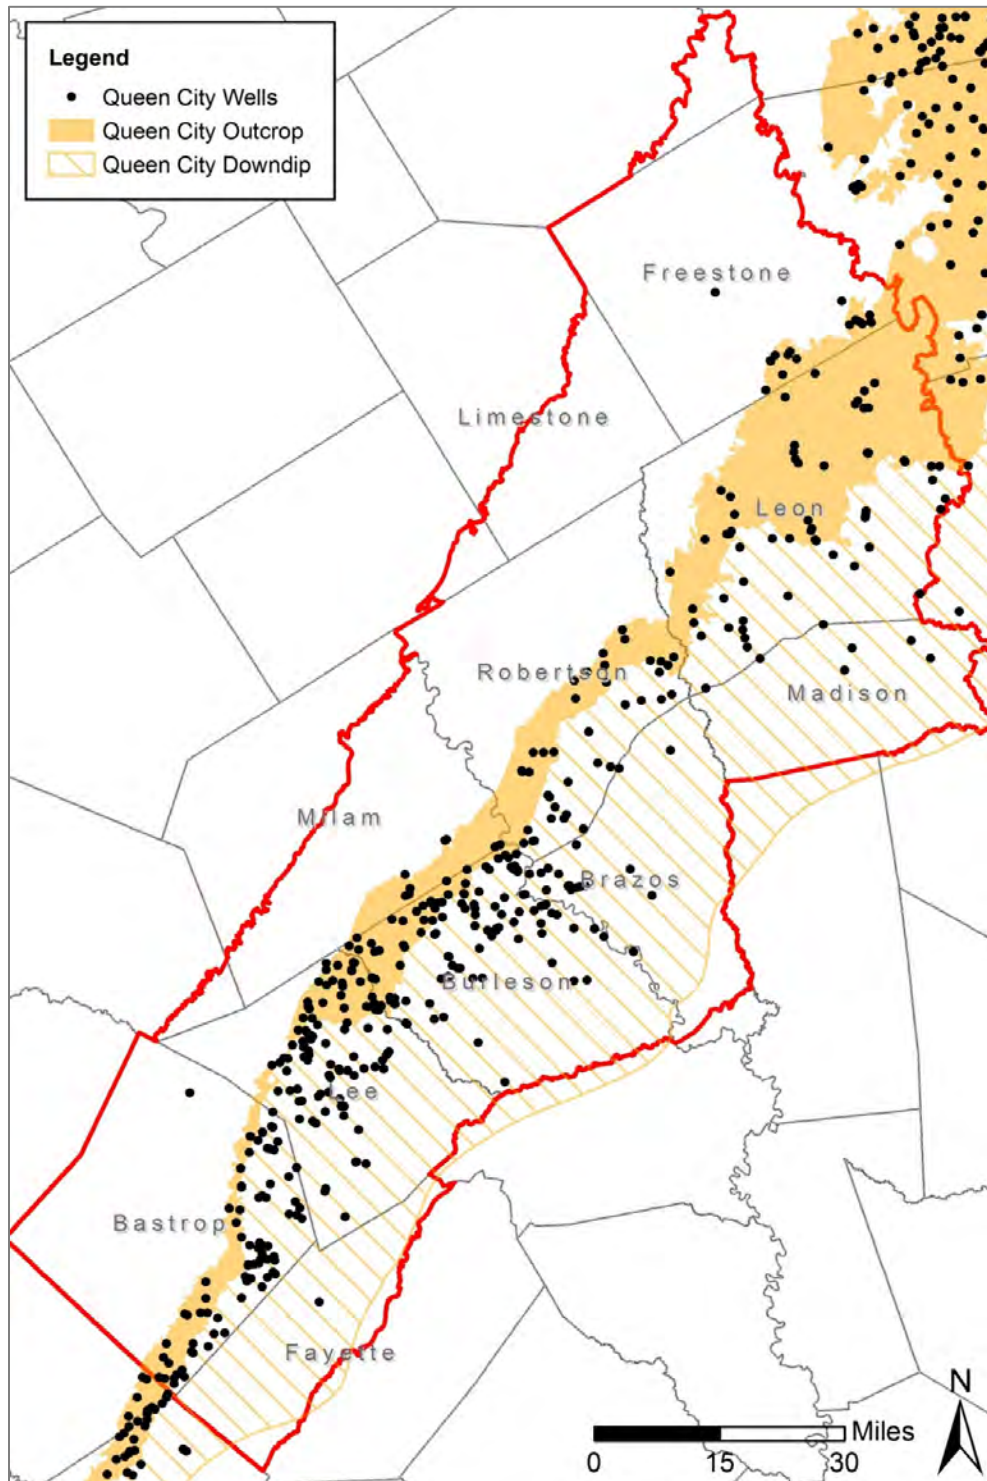 Legend
Queen City Wells
Queen City Outcrop
Queen City Downdip
Freestone
Limestone
Leon
Robertson
Madison
Milam
Brazos
Burleson
Lee
Bastrop
Fayette
N
Miles
0 15 30